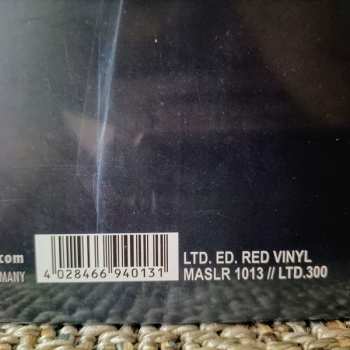 .com
LTD. ED. RED VINYL
MANY
4 028466 940131
MASLR 1013 // LTD.300